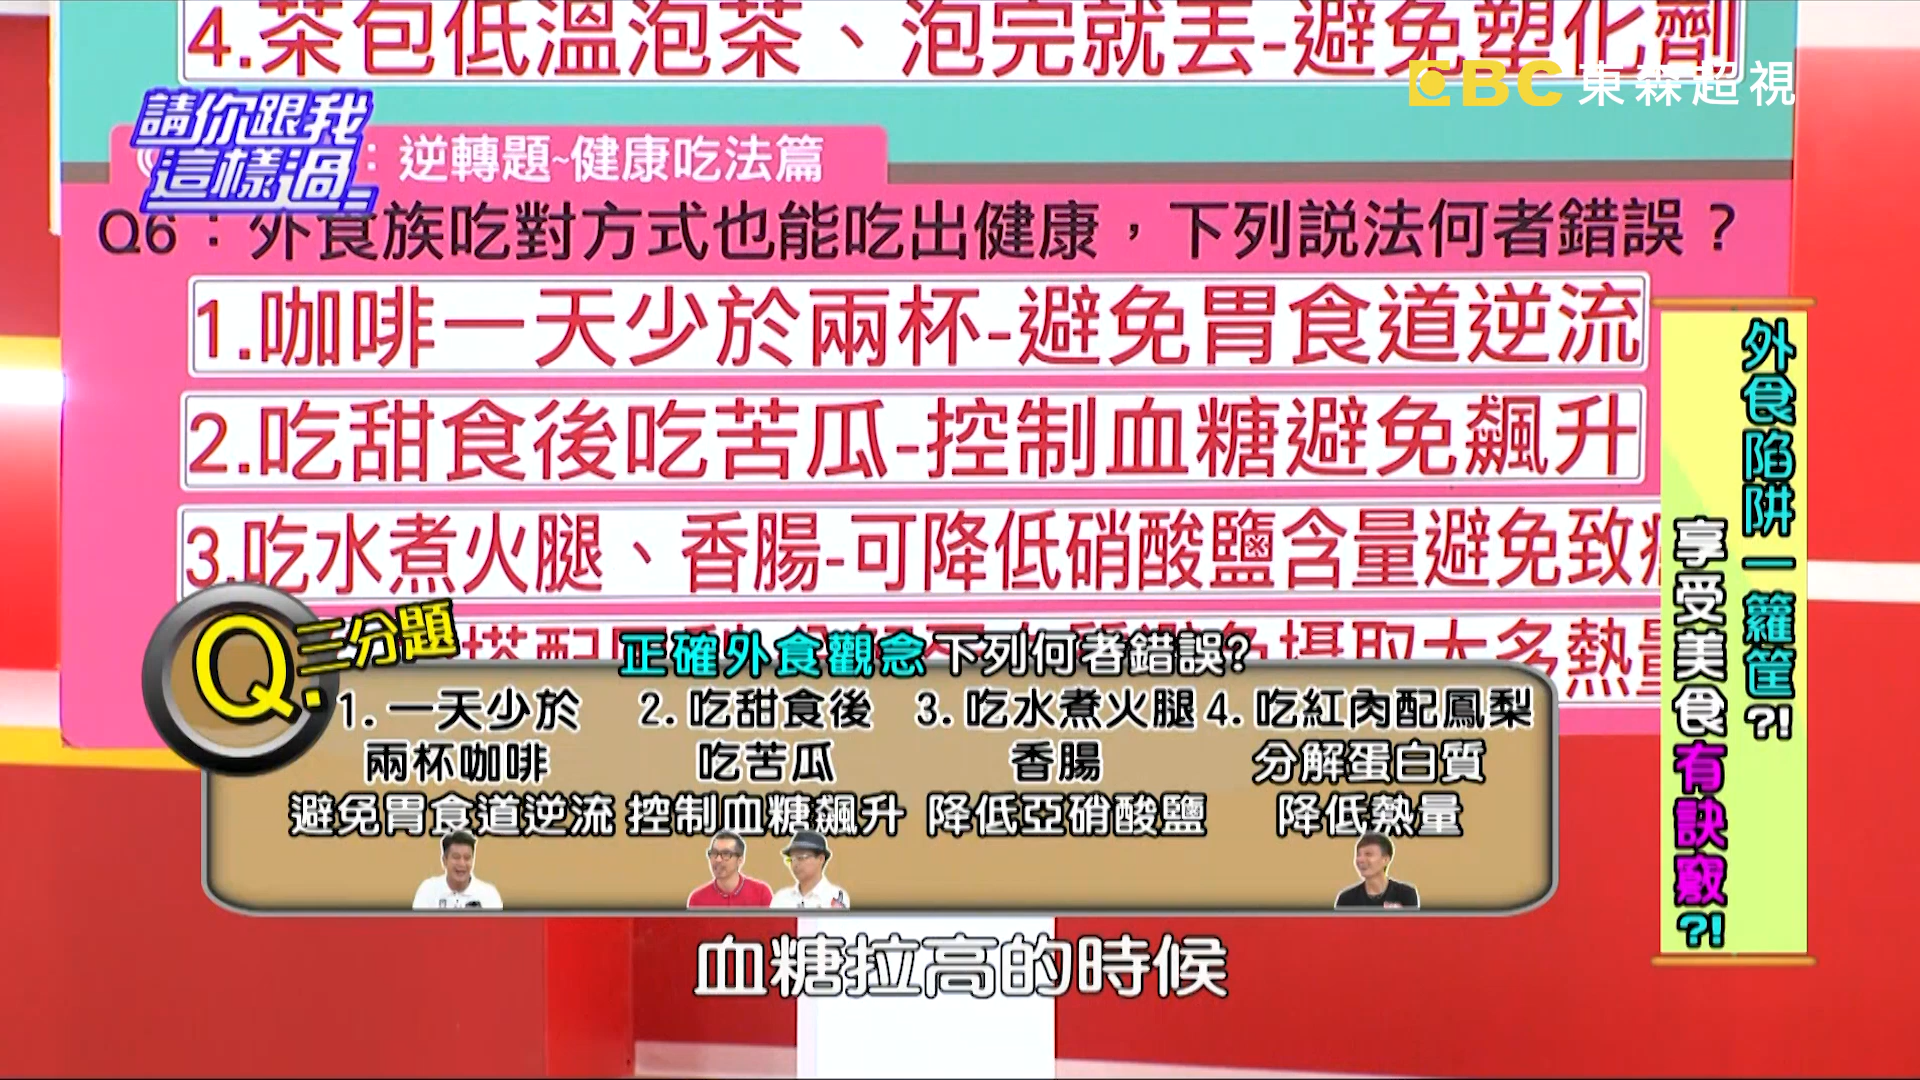 4.茶包低溫泡茶、泡完就丟-避免塑化劑
EBC 東森超視
請你跟我
這樣過
：逆轉題~健康吃法篇
Q6：外食族吃對方式也能吃出健康，下列說法何者錯誤？
1.咖啡一天少於兩杯-避免胃食道逆流
2.吃甜食後吃苦瓜-控制血糖避免飆升
3.吃水煮火腿、香腸-可降低硝酸鹽含量避免致
攝取太多熱量
外食陷阱一籮筐?!
享受美食有訣竅?!
Q.三分題
正確外食觀念下列何者錯誤?
1.一天少於
兩杯咖啡
避免胃食道逆流
2.吃甜食後
吃苦瓜
控制血糖飆升
3.吃水煮火腿
香腸
降低亞硝酸鹽
4.吃紅肉配鳳梨
分解蛋白質
降低熱量
血糖拉高的時候